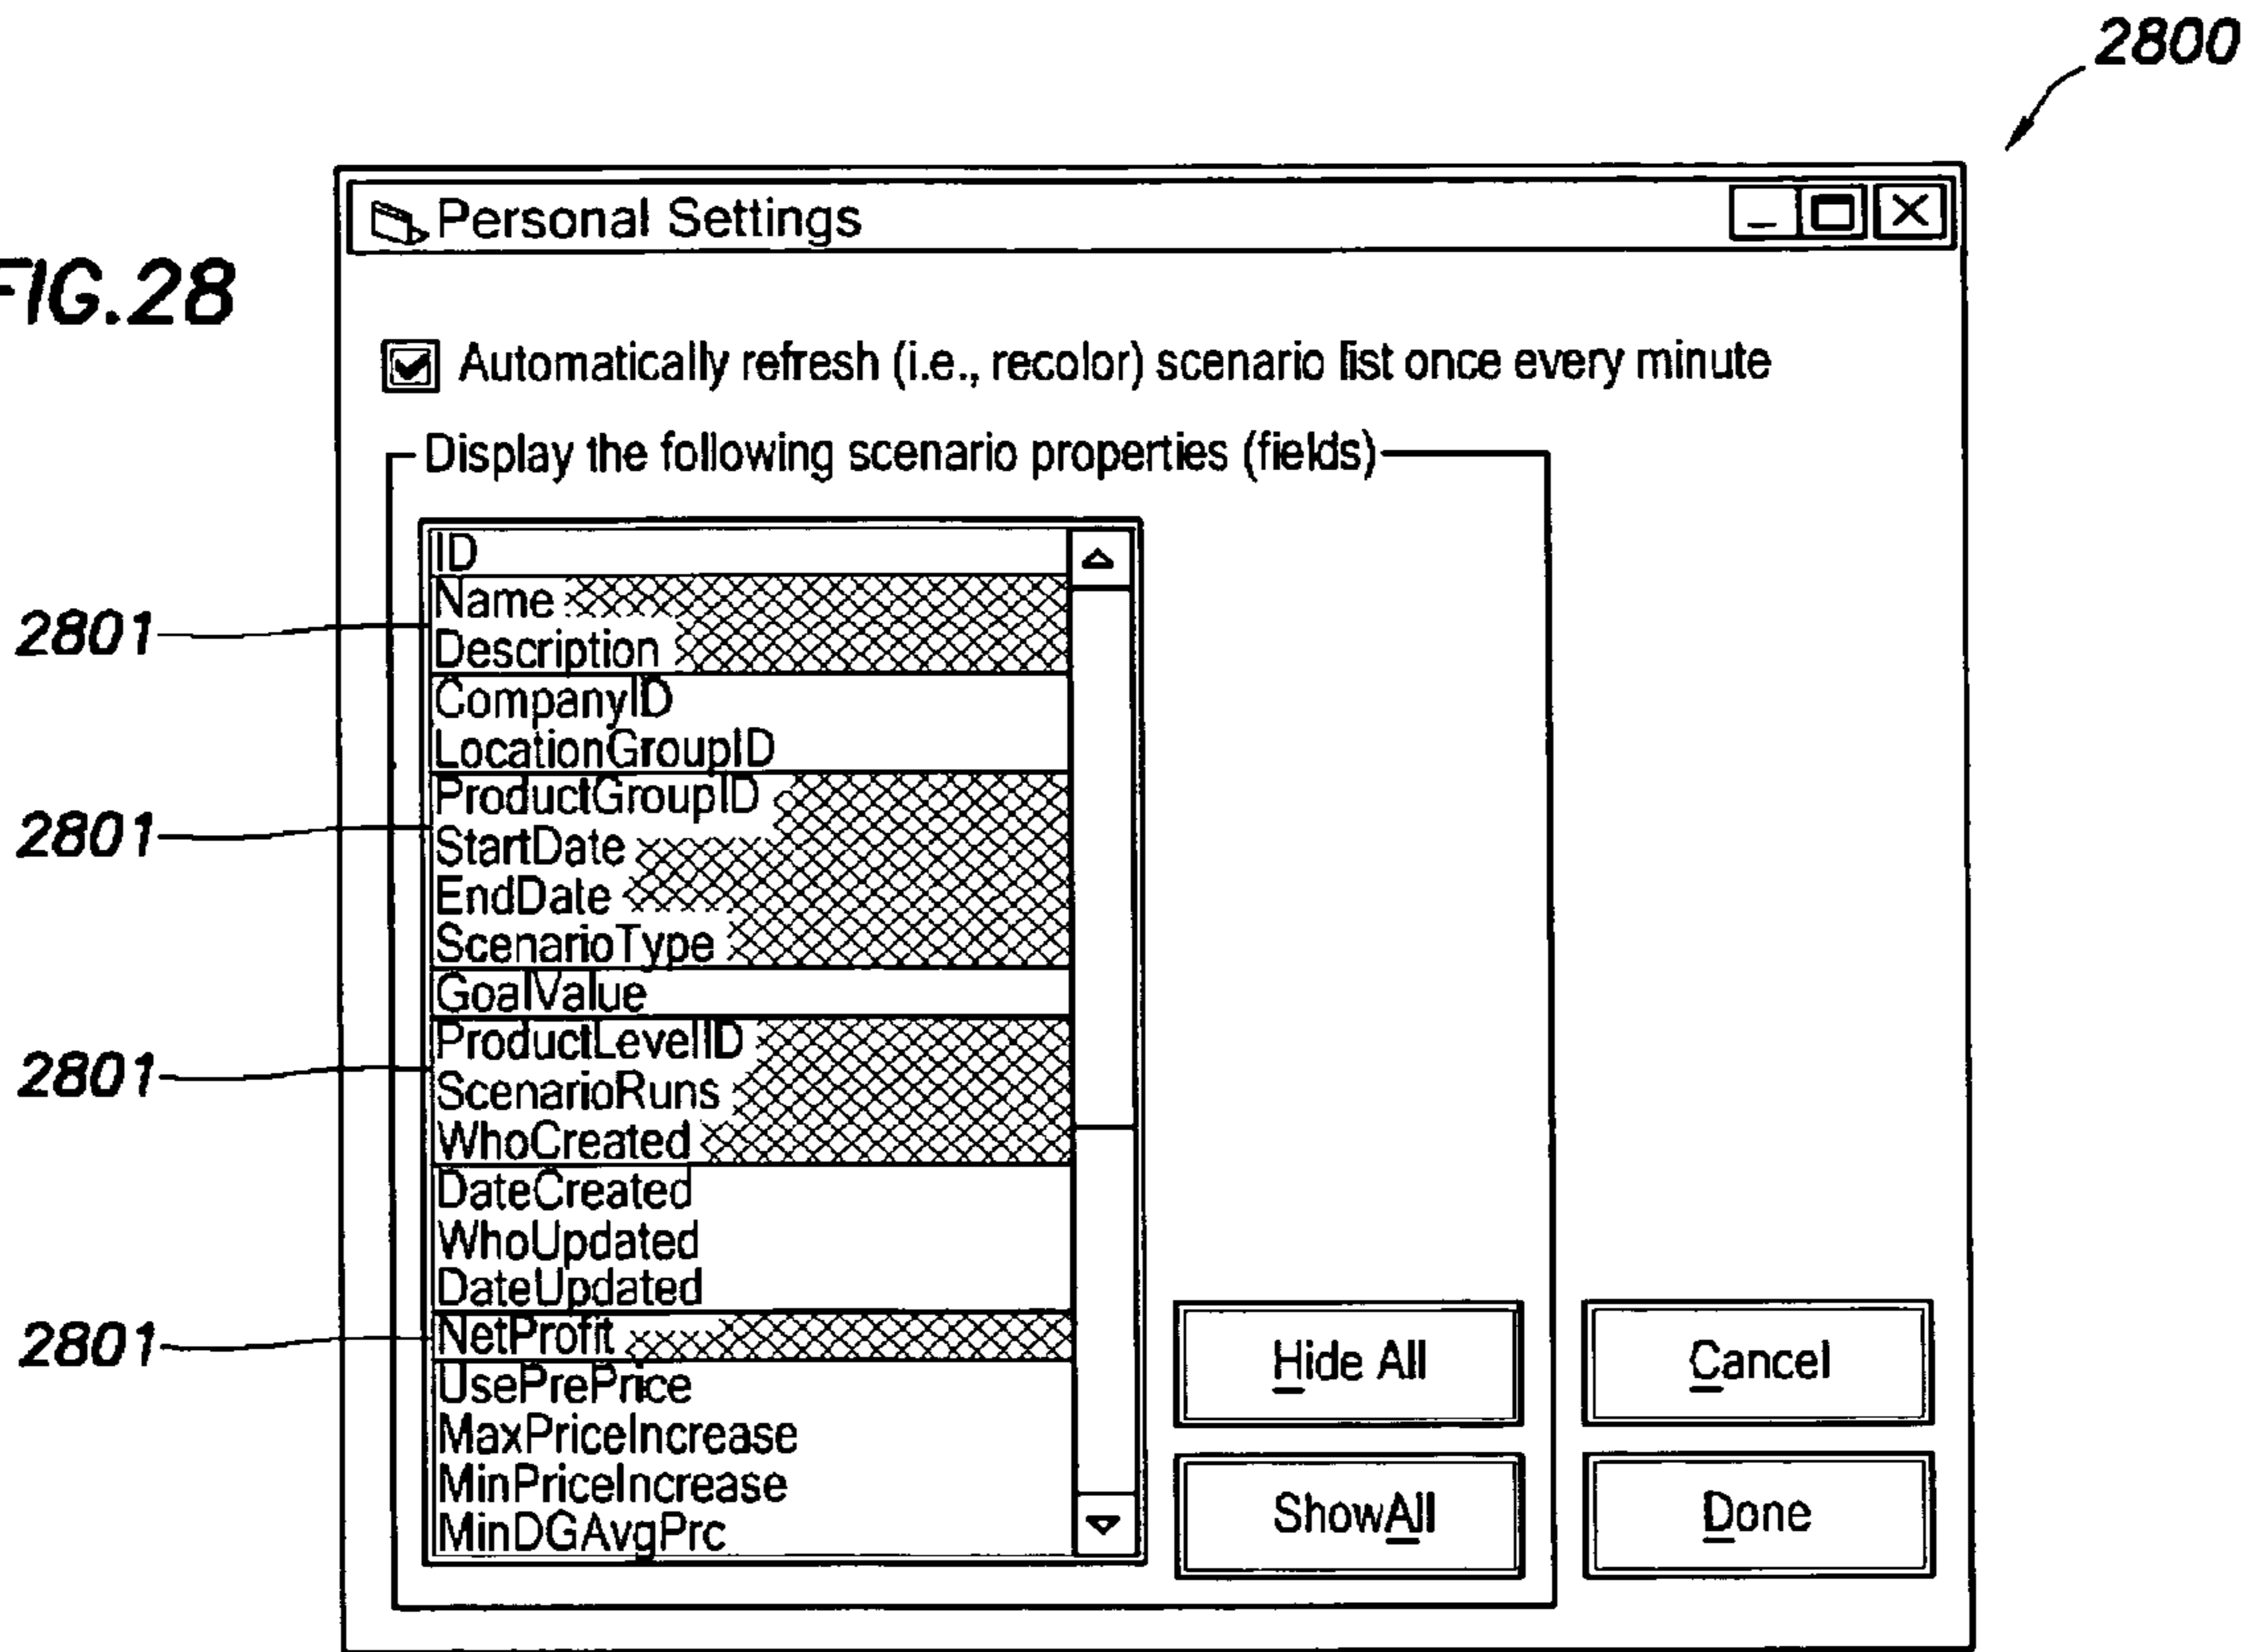 2800
FIG.28
Personal Settings
Automatically refresh (i.e., recolor) scenario list once every minute
Display the following scenario properties (fields)
ID
Name
Description
CompanyID
LocationGroupID
ProductGroupID
StartDate
EndDate
ScenarioType
GoalValue
ProductLevelID
ScenarioRuns
WhoCreated
DateCreated
WhoUpdated
DateUpdated
NetProfit
UsePrePrice
MaxPriceIncrease
MinPriceIncrease
MinDGAvgPrc
2801
2801
2801
2801
Hide All
Cancel
ShowAll
Done